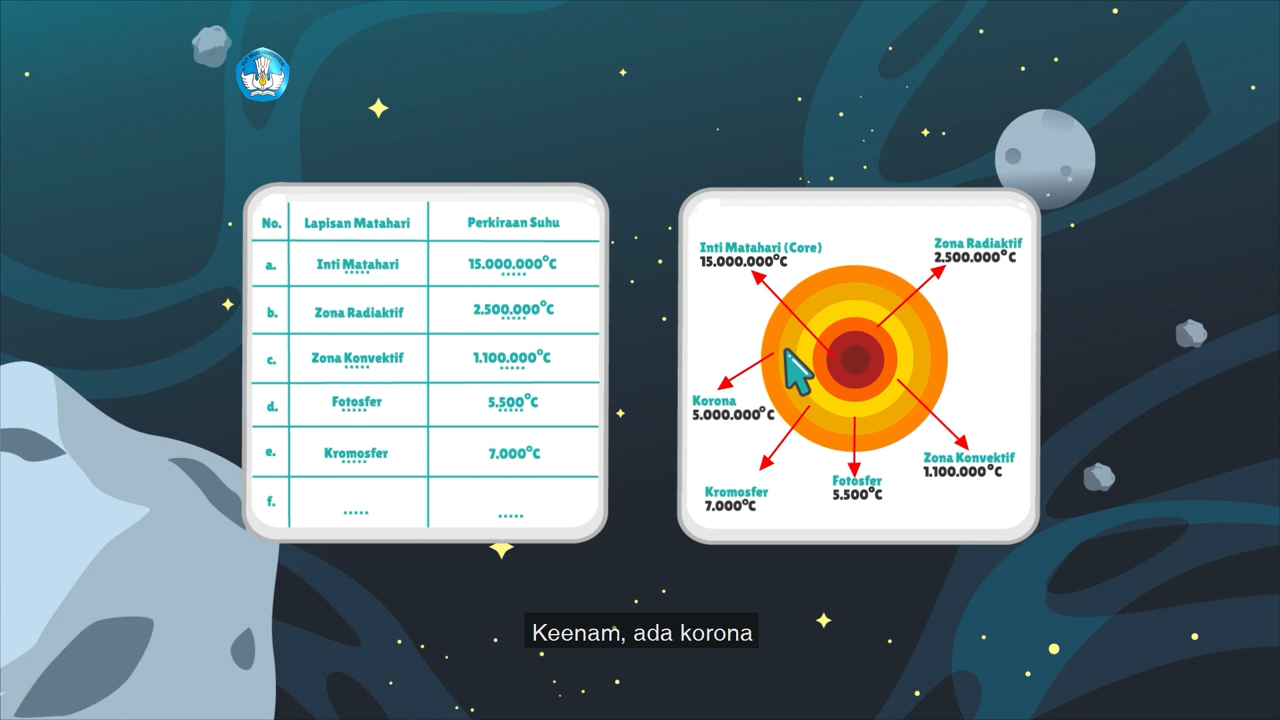 No. Lapisan Matahari Perkiraan Suhu
a. Inti Matahari 15.000.000°C
b. Zona Radiaktif 2.500.000°C
c. Zona Konvektif 1.100.000°C
d. Fotosfer 5.500°C
e. Kromosfer 7.000°C
f. ..... .....
Inti Matahari (Core)
15.000.000°C
Zona Radiaktif
2.500.000°C
Korona
5.000.000°C
Zona Konvektif
1.100.000°C
Kromosfer
7.000°C
Fotosfer
5.500°C
Keenam, ada korona